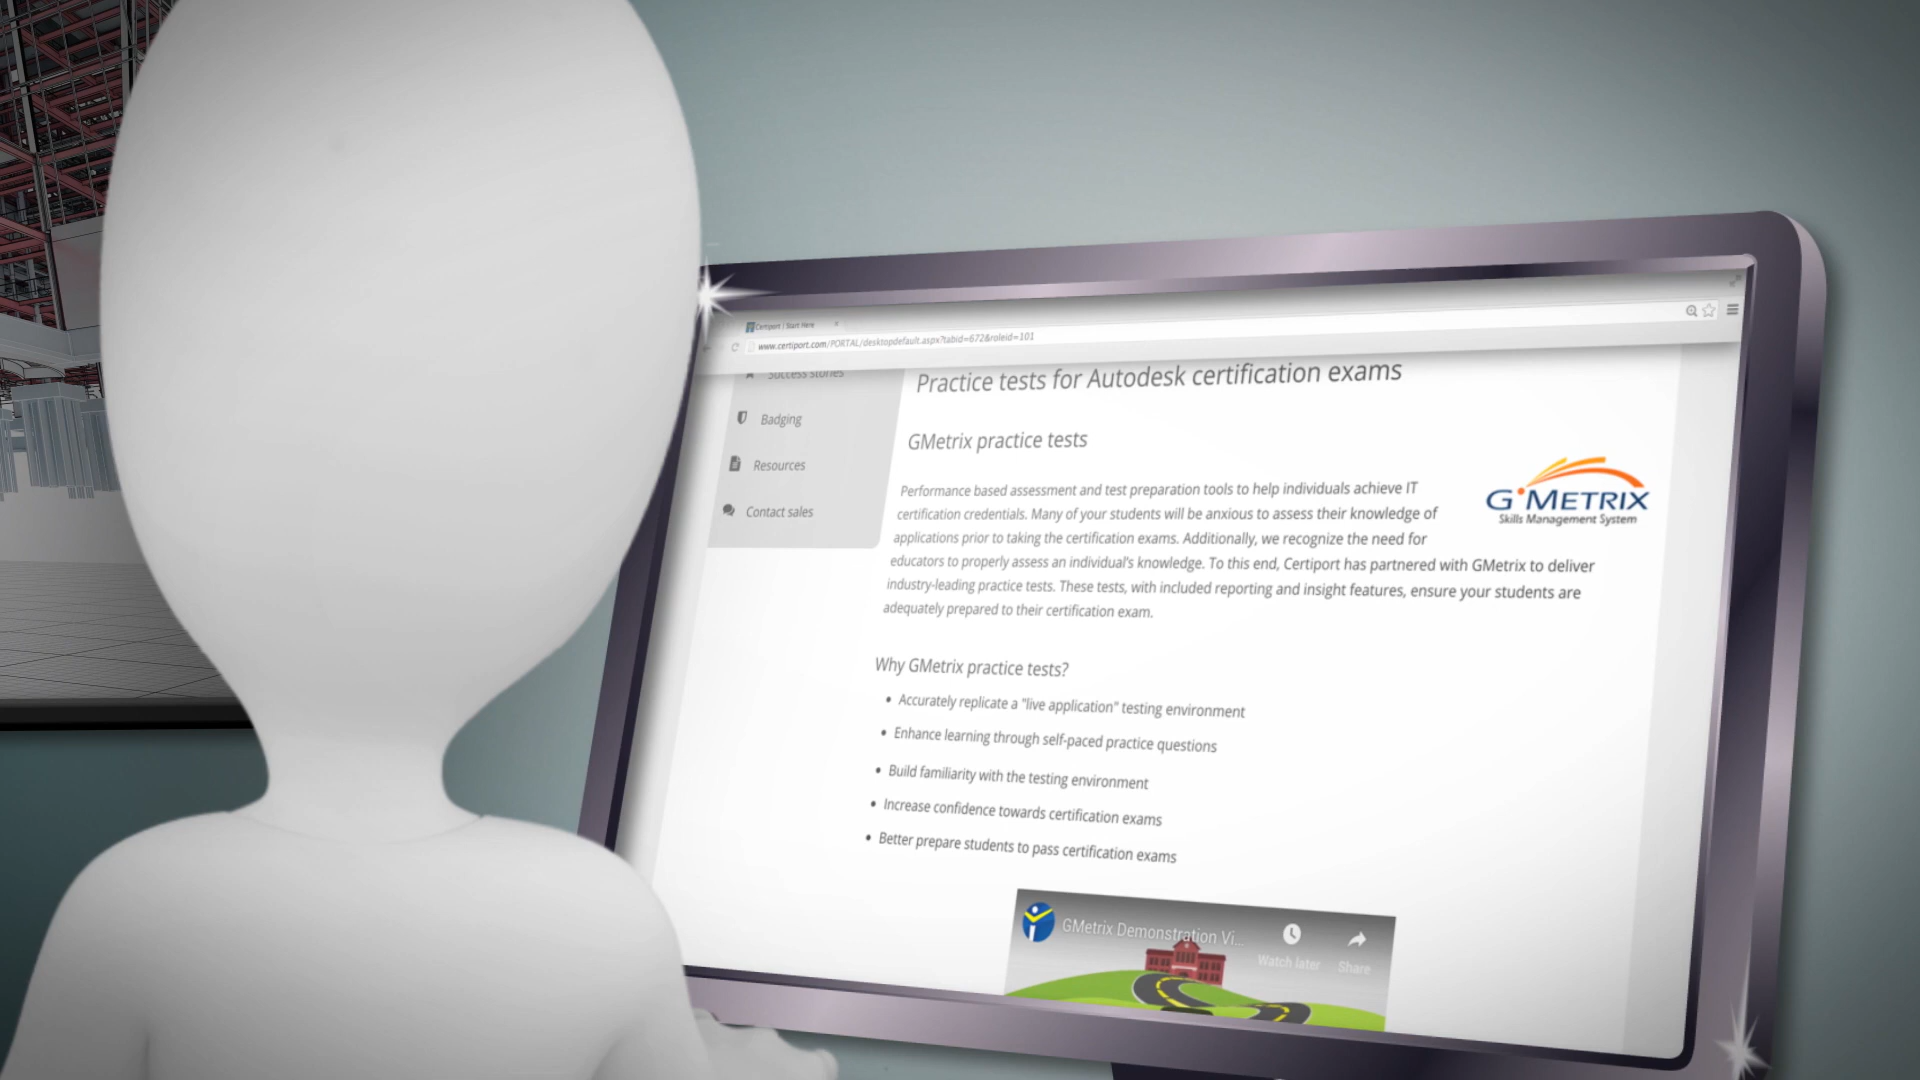 Certiport | Start Here
www.certiport.com/PORTAL/desktopdefault.aspx?tabid=672&roleid=101
Success stories
Badging
Resources
Contact sales
Practice tests for Autodesk certification exams
GMetrix practice tests
Performance based assessment and test preparation tools to help individuals achieve IT
certification credentials. Many of your students will be anxious to assess their knowledge of
applications prior to taking the certification exams. Additionally, we recognize the need for
educators to properly assess an individual's knowledge. To this end, Certiport has partnered with GMetrix to deliver
industry-leading practice tests. These tests, with included reporting and insight features, ensure your students are
adequately prepared to their certification exam.
G METRIX
Skills Management System
Why GMetrix practice tests?
• Accurately replicate a "live application" testing environment
• Enhance learning through self-paced practice questions
• Build familiarity with the testing environment
• Increase confidence towards certification exams
• Better prepare students to pass certification exams
GMetrix Demonstration Vi...
Watch later
Share